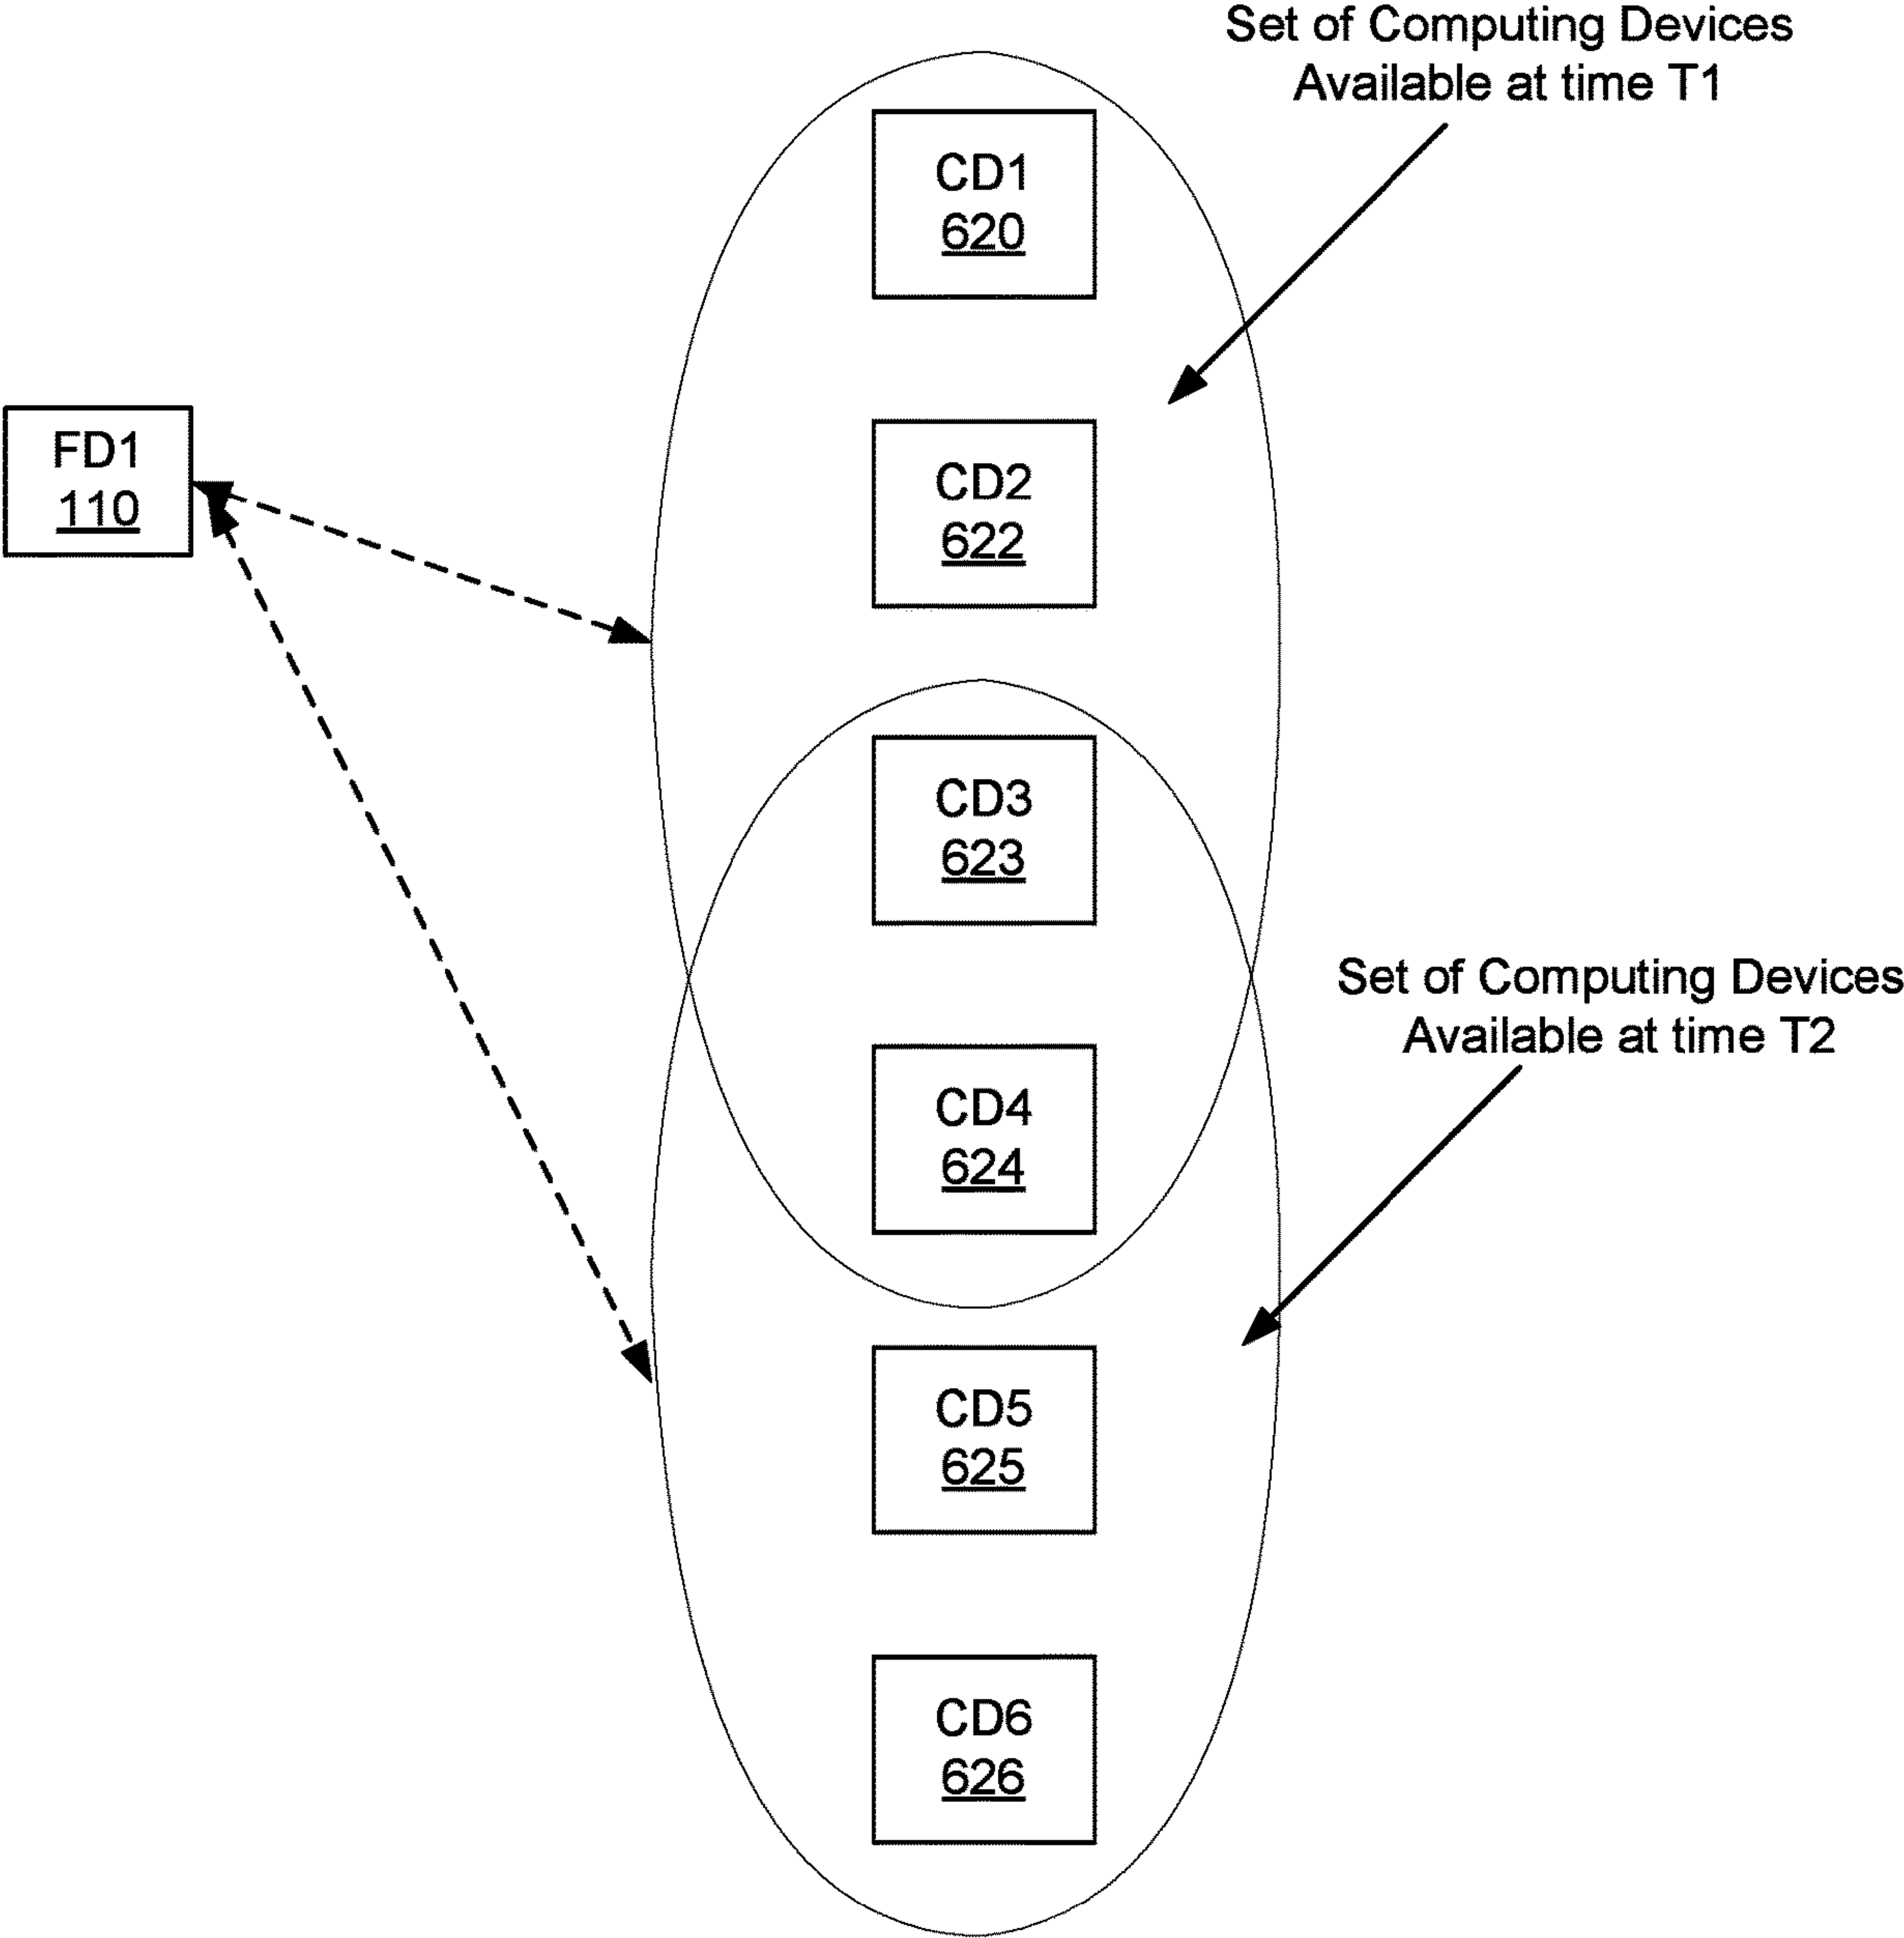 Set of Computing Devices
Available at time T1
CD1
620
CD2
622
FD1
110
CD3
623
Set of Computing Devices
Available at time T2
CD4
624
CD5
625
CD6
626